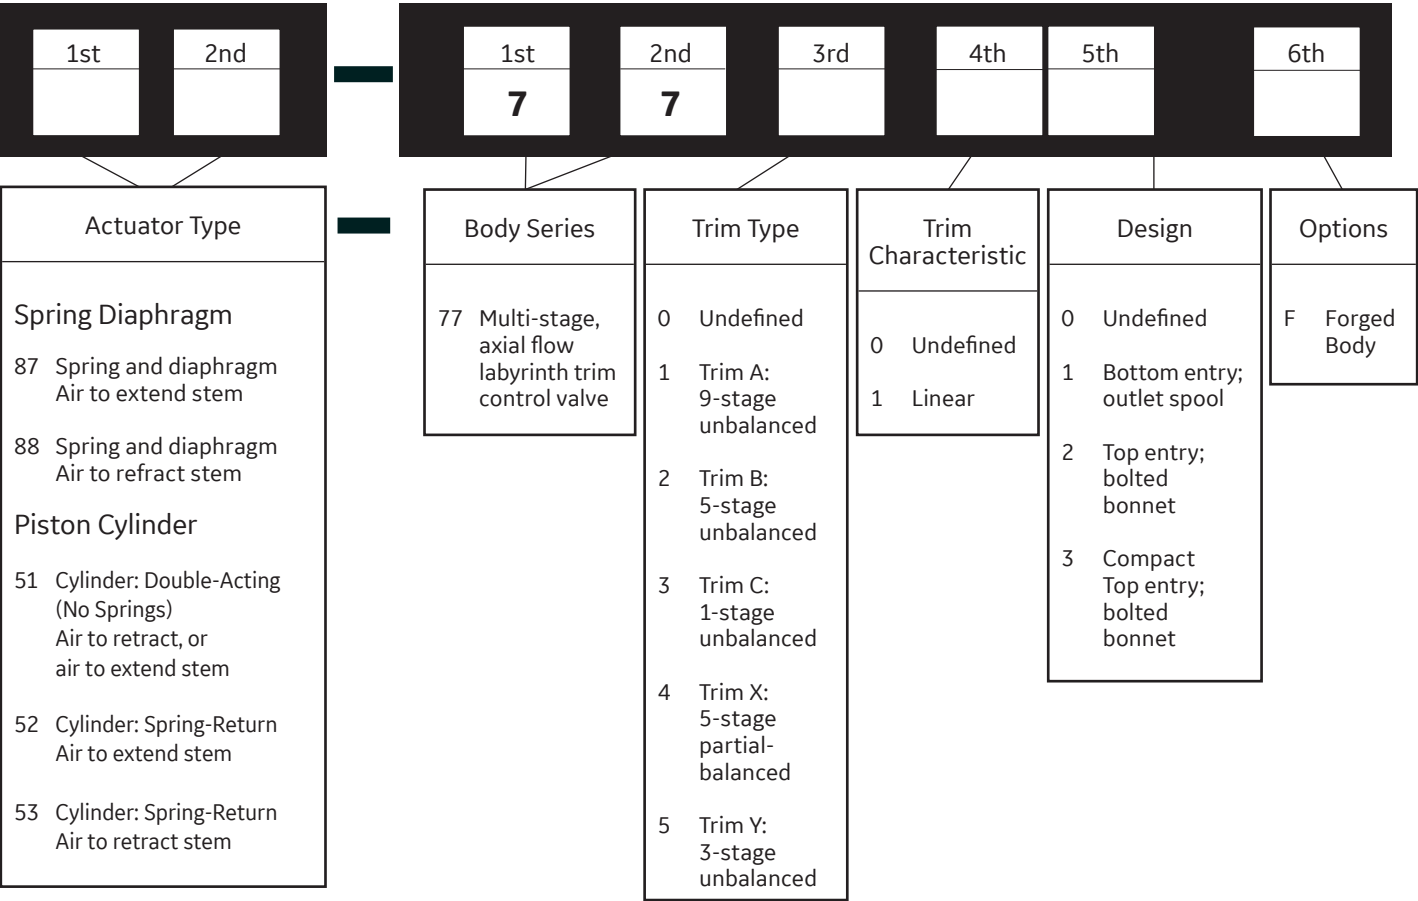 1st 2nd 1st 2nd 3rd 4th 5th 6th
7 7
Actuator Type
Spring Diaphragm
87 Spring and diaphragm
Air to extend stem
88 Spring and diaphragm
Air to refract stem
Piston Cylinder
51 Cylinder: Double-Acting
(No Springs)
Air to retract, or
air to extend stem
52 Cylinder: Spring-Return
Air to extend stem
53 Cylinder: Spring-Return
Air to retract stem
Body Series
77 Multi-stage,
axial flow
labyrinth trim
control valve
Trim Type
0 Undefined
1 Trim A:
9-stage
unbalanced
2 Trim B:
5-stage
unbalanced
3 Trim C:
1-stage
unbalanced
4 Trim X:
5-stage
partial-
balanced
5 Trim Y:
3-stage
unbalanced
Trim
Characteristic
0 Undefined
1 Linear
Design
0 Undefined
1 Bottom entry;
outlet spool
2 Top entry;
bolted
bonnet
3 Compact
Top entry;
bolted
bonnet
Options
F Forged
Body